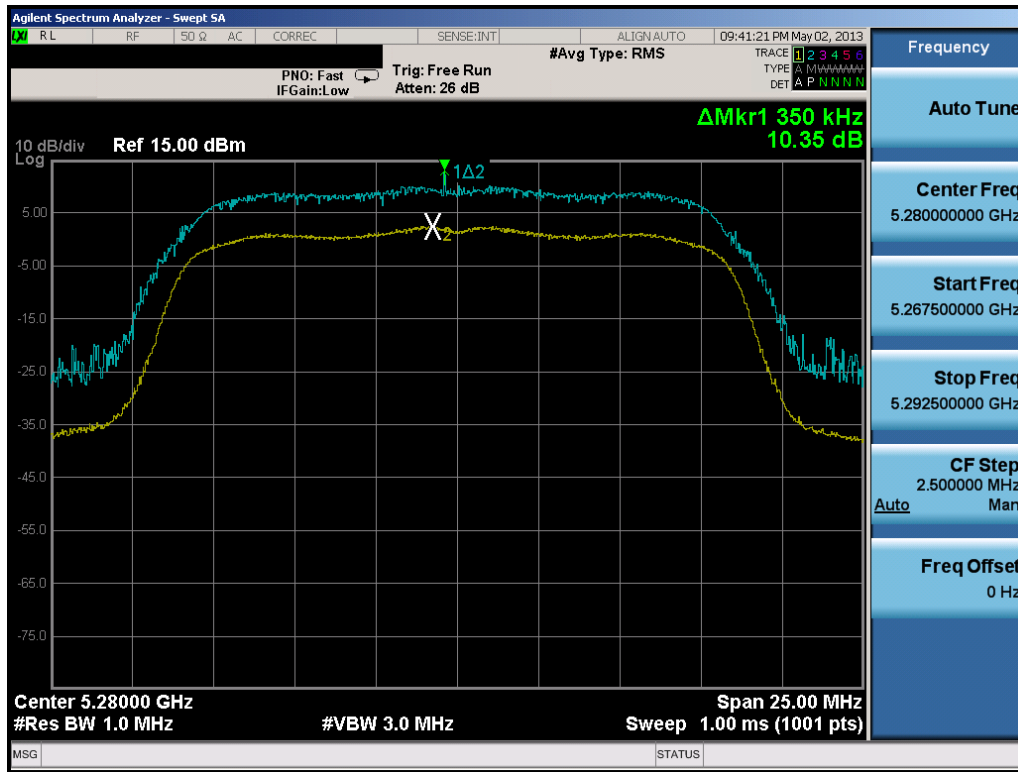 Agilent Spectrum Analyzer - Swept SA
LXI RL RF 50 Ω AC CORREC SENSE:INT ALIGN AUTO 09:41:21 PM May 02, 2013
#Avg Type: RMS
TRACE 1 2 3 4 5 6
TYPE A M W W W W
DET A P N N N N
PNO: Fast
IFGain:Low
Trig: Free Run
Atten: 26 dB
ΔMkr1 350 kHz
10.35 dB
10 dB/div Ref 15.00 dBm
Log
1Δ2
X2
5.00
-5.00
-15.0
-25.0
-35.0
-45.0
-55.0
-65.0
-75.0
Center 5.28000 GHz Span 25.00 MHz
#Res BW 1.0 MHz #VBW 3.0 MHz Sweep 1.00 ms (1001 pts)
MSG STATUS
Frequency
Auto Tune
Center Freq
5.280000000 GHz
Start Freq
5.267500000 GHz
Stop Freq
5.292500000 GHz
CF Step
2.500000 MHz
Auto Man
Freq Offset
0 Hz